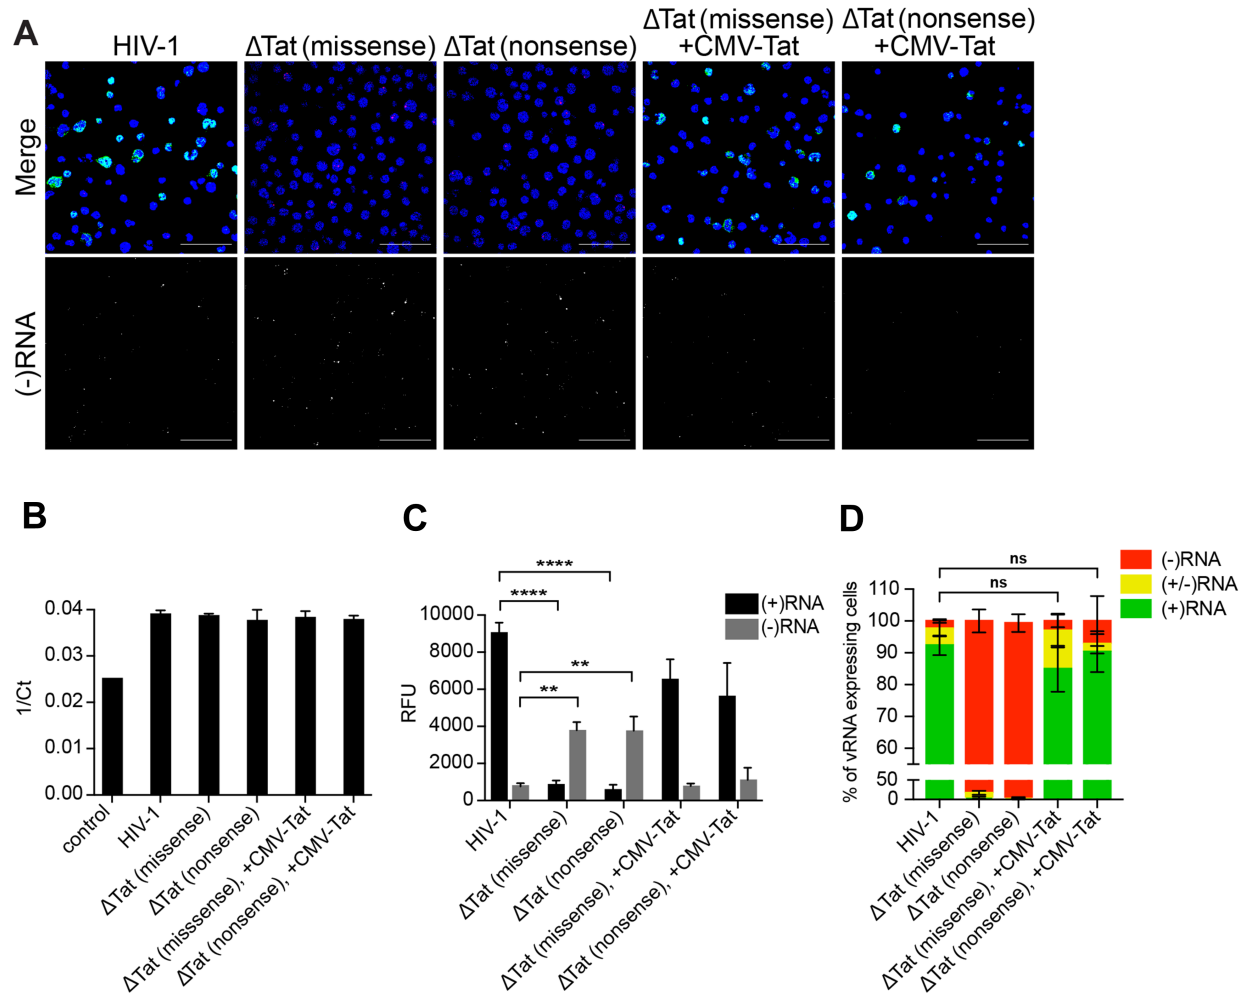 A
HIV-1
ΔTat (missense)
ΔTat (nonsense)
ΔTat (missense)
+CMV-Tat
ΔTat (nonsense)
+CMV-Tat
Merge
(-)RNA
B
1/Ct
0.04
0.03
0.02
0.01
0.00
control
HIV-1
ΔTat (missense)
ΔTat (nonsense)
ΔTat (misssense), +CMV-Tat
ΔTat (nonsense), +CMV-Tat
C
****
****
**
**
(+)RNA
(-)RNA
RFU
10000
8000
6000
4000
2000
0
HIV-1
ΔTat (missense)
ΔTat (nonsense)
ΔTat (misssense), +CMV-Tat
ΔTat (nonsense), +CMV-Tat
D
ns
ns
(-)RNA
(+/-)RNA
(+)RNA
% of vRNA expressing cells
110
100
90
80
70
60
50
0
HIV-1
ΔTat (missense)
ΔTat (nonsense)
ΔTat (misssense), +CMV-Tat
ΔTat (nonsense), +CMV-Tat